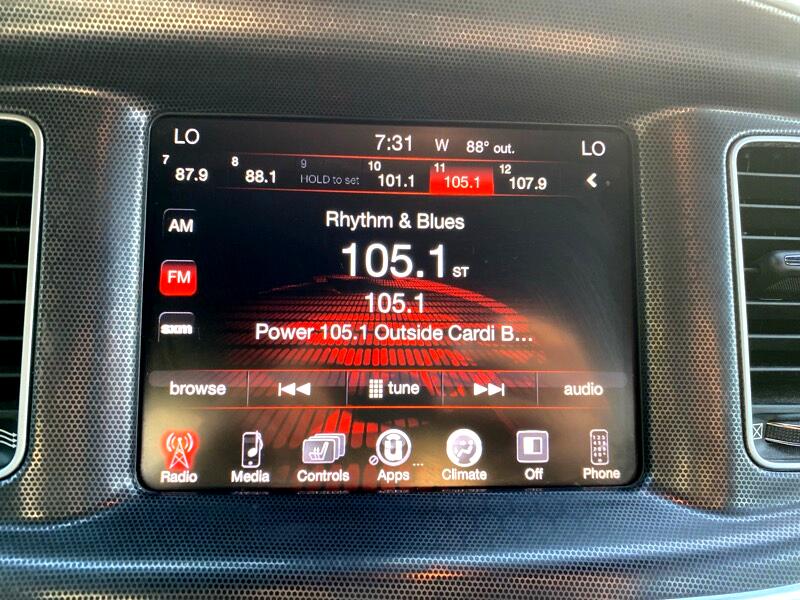 LO 7:31 W 88° out. LO
7 87.9 8 88.1 9 HOLD to set 10 101.1 11 105.1 12 107.9
Rhythm & Blues
AM
105.1 ST
FM
105.1
sxm Power 105.1 Outside Cardi B...
browse tune audio
Radio Media Controls Apps Climate Off Phone